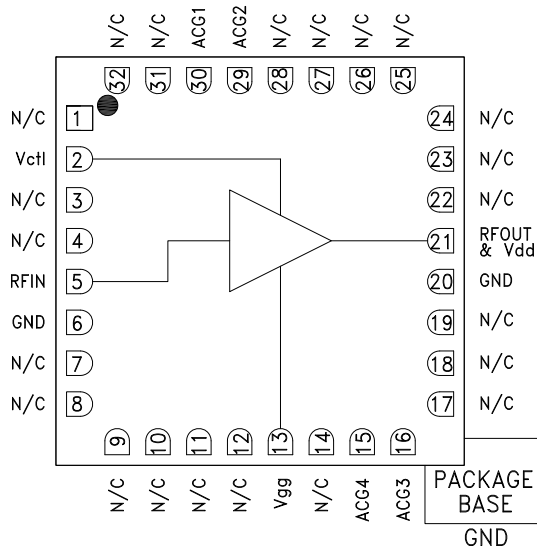 N/C N/C ACG1 ACG2 N/C N/C N/C N/C
32 31 30 29 28 27 26 25
N/C 1
Vctl 2
N/C 3
N/C 4
RFIN 5
GND 6
N/C 7
N/C 8
24 N/C
23 N/C
22 N/C
21 RFOUT
& Vdd
20 GND
19 N/C
18 N/C
17 N/C
9 10 11 12 13 14 15 16
N/C N/C N/C N/C Vgg N/C ACG4 ACG3
PACKAGE
BASE
GND